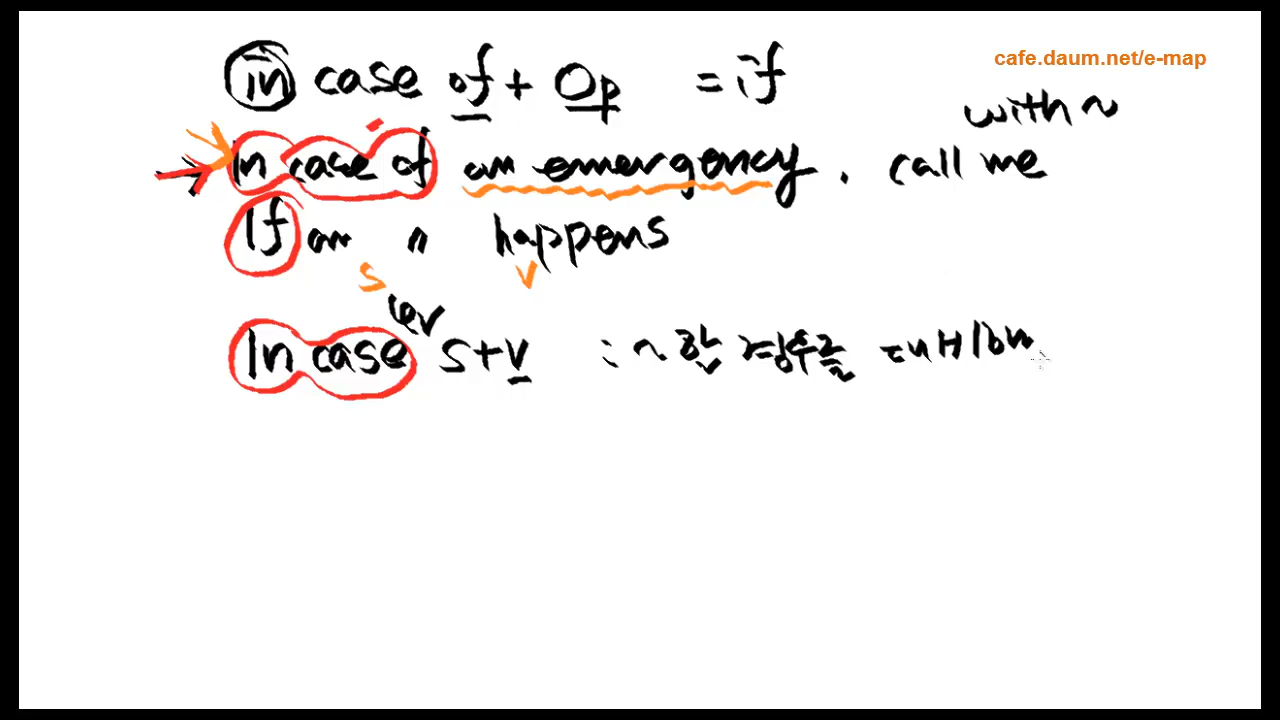 cafe.daum.net/e-map
in case of + Op = if
with ~
In case of an emergency, call me
If an 〃 happens
s v
In case s+v : ~한 경우를 대비하여